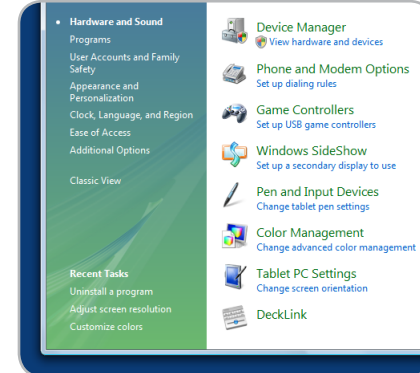 Hardware and Sound
Programs
User Accounts and Family
Safety
Appearance and
Personalization
Clock, Language, and Region
Ease of Access
Additional Options
Classic View
Recent Tasks
Uninstall a program
Adjust screen resolution
Customize colors
Device Manager
View hardware and devices
Phone and Modem Options
Set up dialing rules
Game Controllers
Set up USB game controllers
Windows SideShow
Set up a secondary display to use
Pen and Input Devices
Change tablet pen settings
Color Management
Change advanced color management
Tablet PC Settings
Change screen orientation
DeckLink